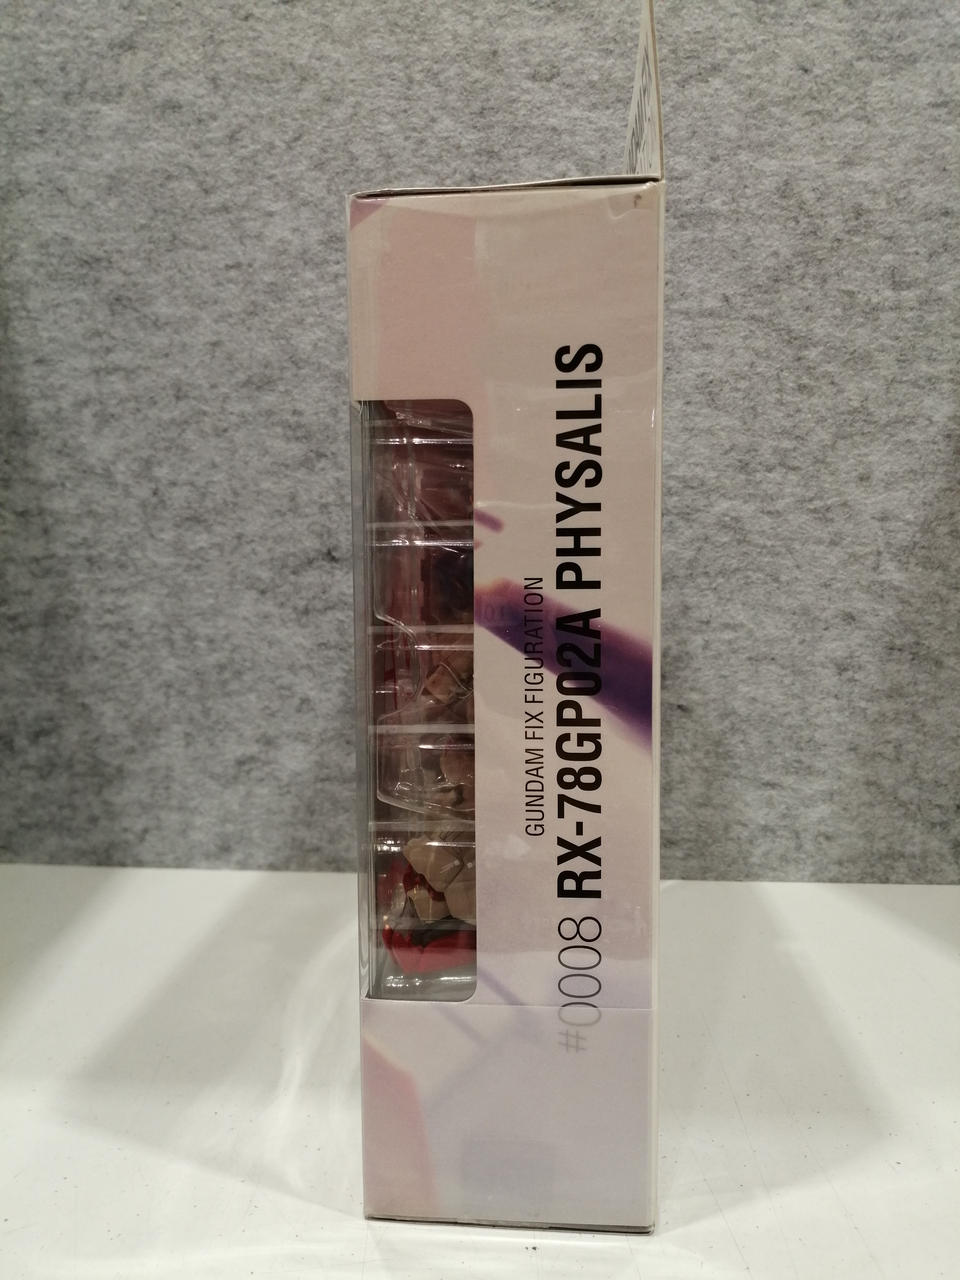 GUNDAM FIX FIGURATION
#0008 RX-78GP02A PHYSALIS